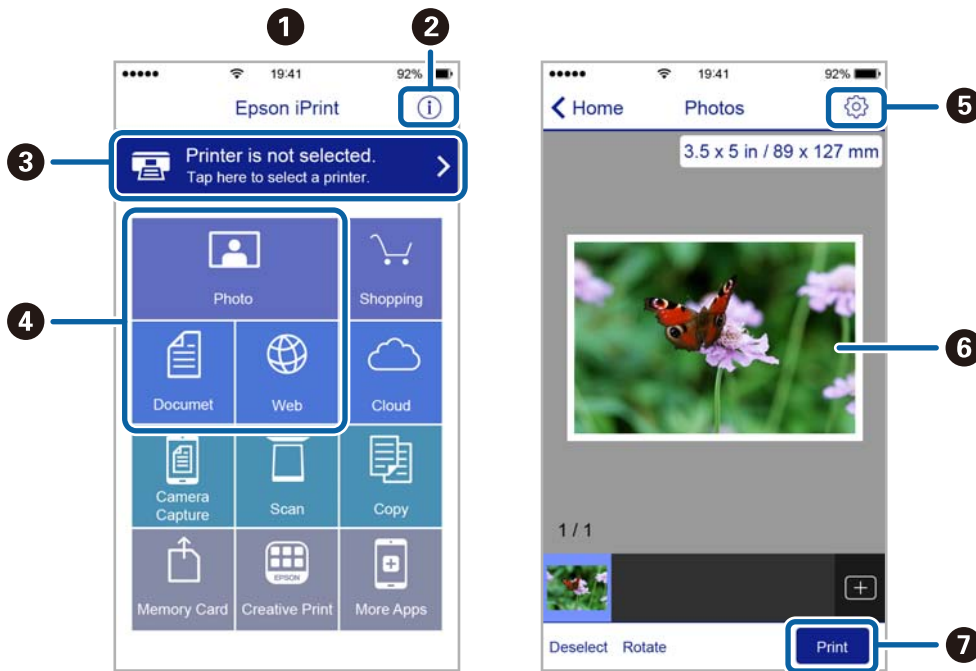 1
2
19:41
92%
Epson iPrint
i
3
Printer is not selected.
Tap here to select a printer.
4
Photo
Shopping
Documet
Web
Cloud
Camera
Capture
Scan
Copy
EPSON
Memory Card
Creative Print
More Apps
19:41
92%
Home
Photos
5
3.5 x 5 in / 89 x 127 mm
6
1 / 1
Deselect
Rotate
Print
7